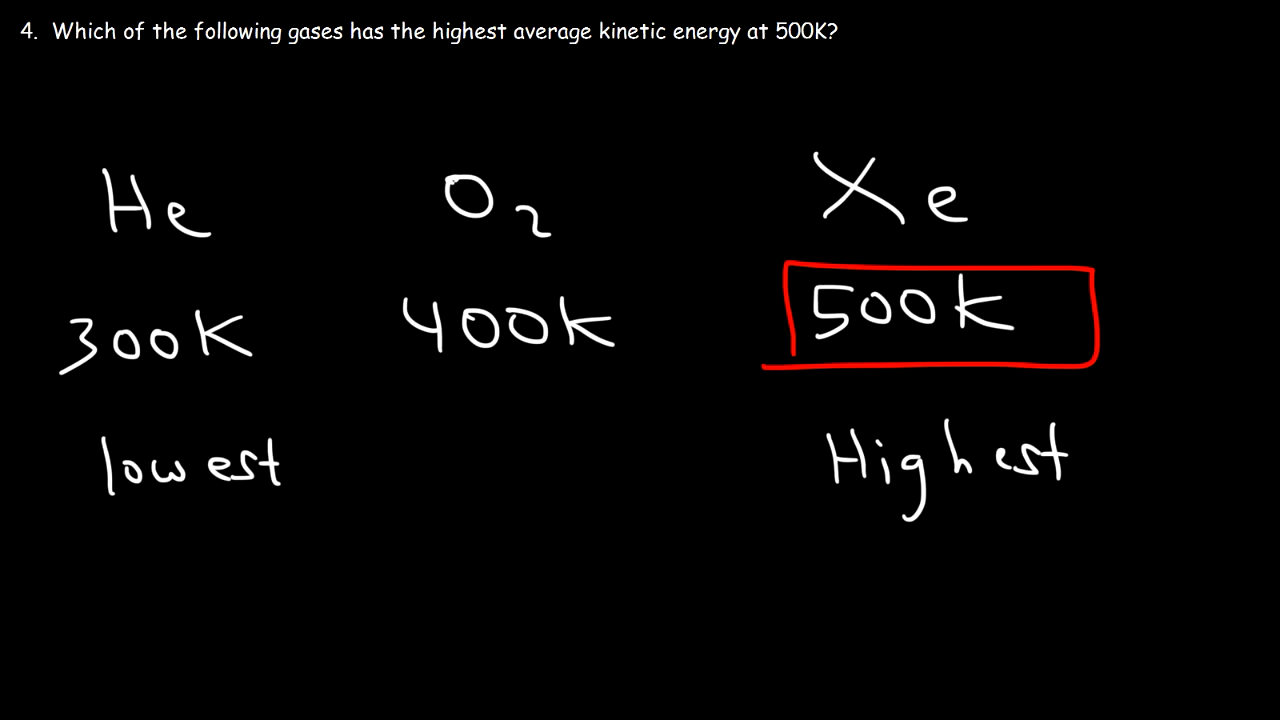 4. Which of the following gases has the highest average kinetic energy at 500K?
He O₂ Xe
300K 400K 500K
lowest Highest